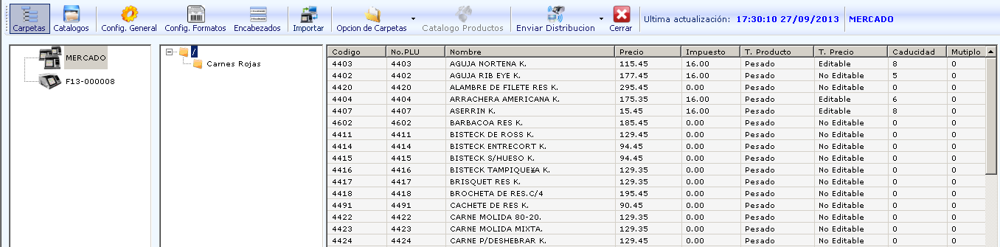 Carpetas Catalogos Config. General Config. Formatos Encabezados Importar Opcion de Carpetas Catalogo Productos Enviar Distribucion Cerrar Ultima actualización: 17:30:10 27/09/2013 MERCADO
MERCADO
F13-000008
/
Carnes Rojas
Codigo No.PLU Nombre Precio Impuesto T. Producto T. Precio Caducidad Mutiplo
4403 4403 AGUJA NORTENA K. 115.45 16.00 Pesado Editable 8 0
4402 4402 AGUJA RIB EYE K. 177.45 16.00 Pesado No Editable 5 0
4420 4420 ALAMBRE DE FILETE RES K. 295.45 0.00 Pesado No Editable 0 0
4404 4404 ARRACHERA AMERICANA K. 175.35 16.00 Pesado Editable 6 0
4407 4407 ASERRIN K. 15.45 16.00 Pesado Editable 8 0
4602 4602 BARBACOA RES K. 185.45 0.00 Pesado No Editable 0 0
4411 4411 BISTECK DE ROSS K. 129.45 0.00 Pesado No Editable 0 0
4414 4414 BISTECK ENTRECORT K. 94.45 0.00 Pesado No Editable 0 0
4415 4415 BISTECK S/HUESO K. 94.45 0.00 Pesado No Editable 0 0
4416 4416 BISTECK TAMPIQUE¥A K. 129.35 0.00 Pesado No Editable 0 0
4417 4417 BRISQUET RES K. 129.35 0.00 Pesado No Editable 0 0
4418 4418 BROCHETA DE RES.C/4 195.45 0.00 Pesado No Editable 0 0
4491 4491 CACHETE DE RES K. 90.45 0.00 Pesado No Editable 0 0
4422 4422 CARNE MOLIDA 80-20. 129.35 0.00 Pesado No Editable 0 0
4423 4423 CARNE MOLIDA MIXTA. 129.35 0.00 Pesado No Editable 0 0
4424 4424 CARNE P/DESHEBRAR K. 129.45 0.00 Pesado No Editable 0 0